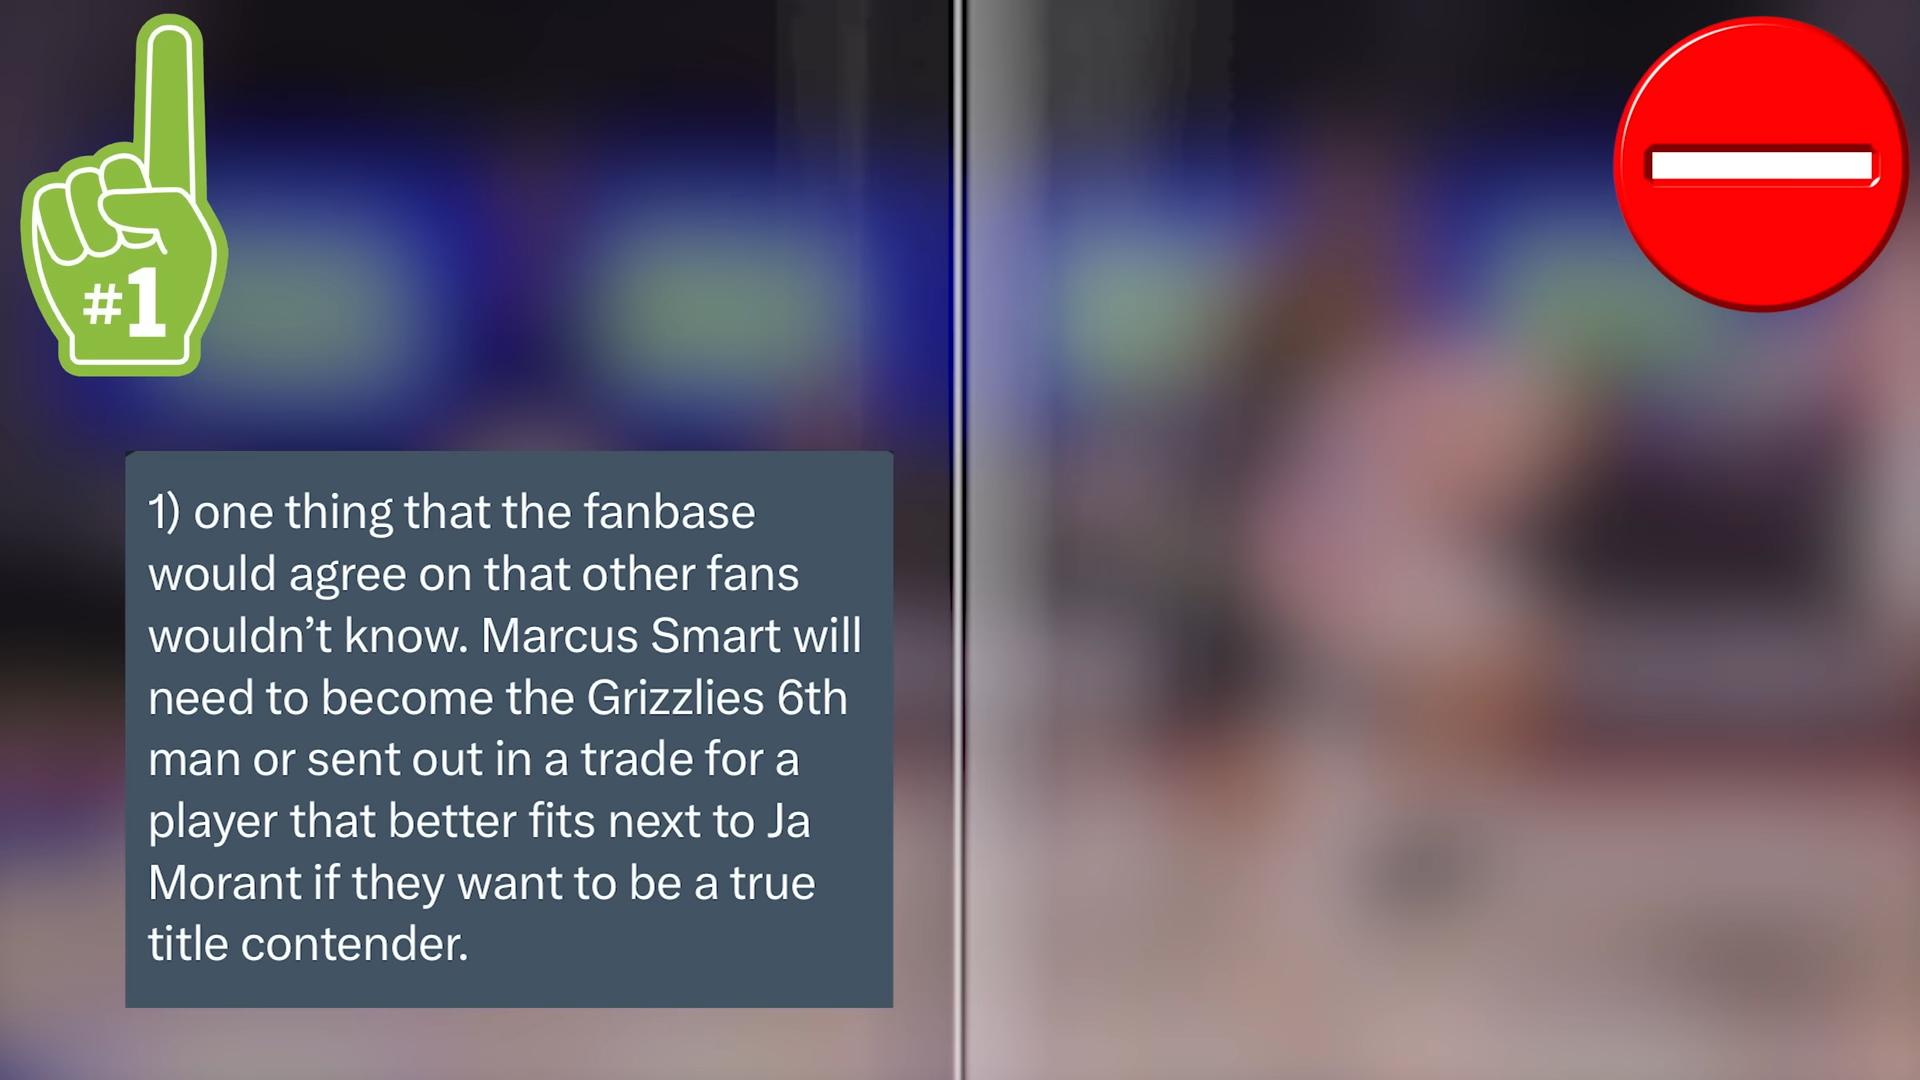 #1
1) one thing that the fanbase
would agree on that other fans
wouldn’t know. Marcus Smart will
need to become the Grizzlies 6th
man or sent out in a trade for a
player that better fits next to Ja
Morant if they want to be a true
title contender.